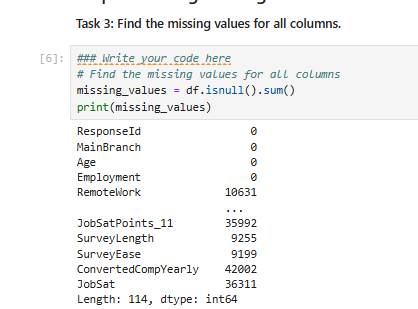 Task 3: Find the missing values for all columns.
[6]: ### Write your code here
# Find the missing values for all columns
missing_values = df.isnull().sum()
print(missing_values)
ResponseId 0
MainBranch 0
Age 0
Employment 0
RemoteWork 10631
...
JobSatPoints_11 35992
SurveyLength 9255
SurveyEase 9199
ConvertedCompYearly 42002
JobSat 36311
Length: 114, dtype: int64